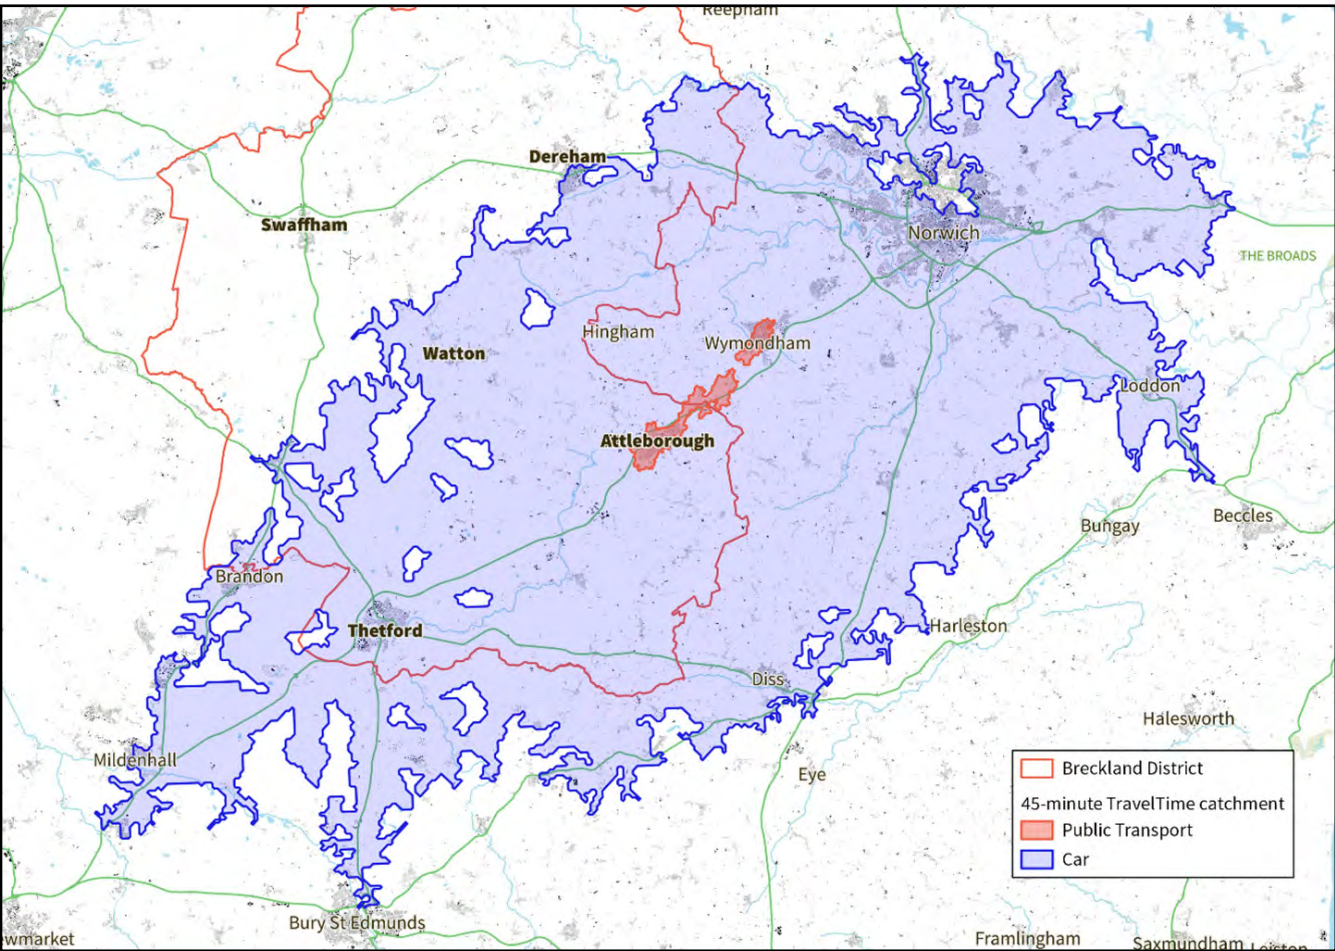 Reepham
Dereham
Swaffham
Norwich
THE BROADS
Hingham
Wymondham
Watton
Loddon
Attleborough
Beccles
Bungay
Brandon
Harleston
Thetford
Diss
Halesworth
Mildenhall
Eye
Breckland District
45-minute TravelTime catchment
Public Transport
Car
Bury St Edmunds
wmarket
Framlingham
Saxmundham
Leiston